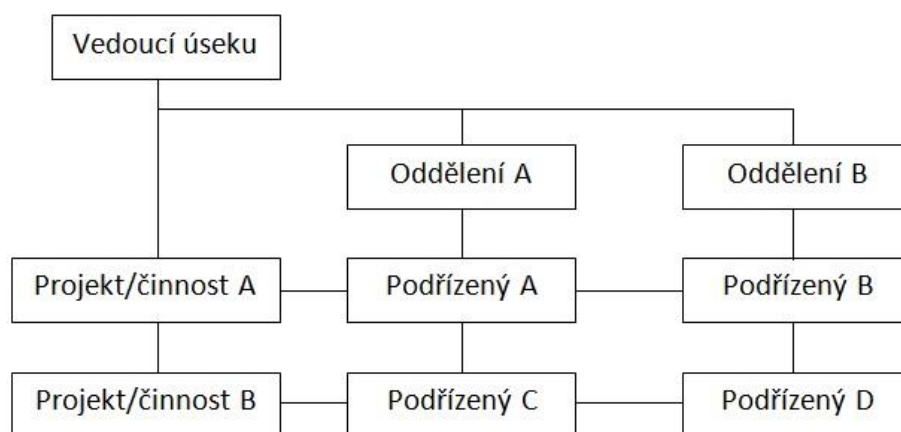 Vedoucí úseku
Oddělení A
Oddělení B
Projekt/činnost A
Podřízený A
Podřízený B
Projekt/činnost B
Podřízený C
Podřízený D